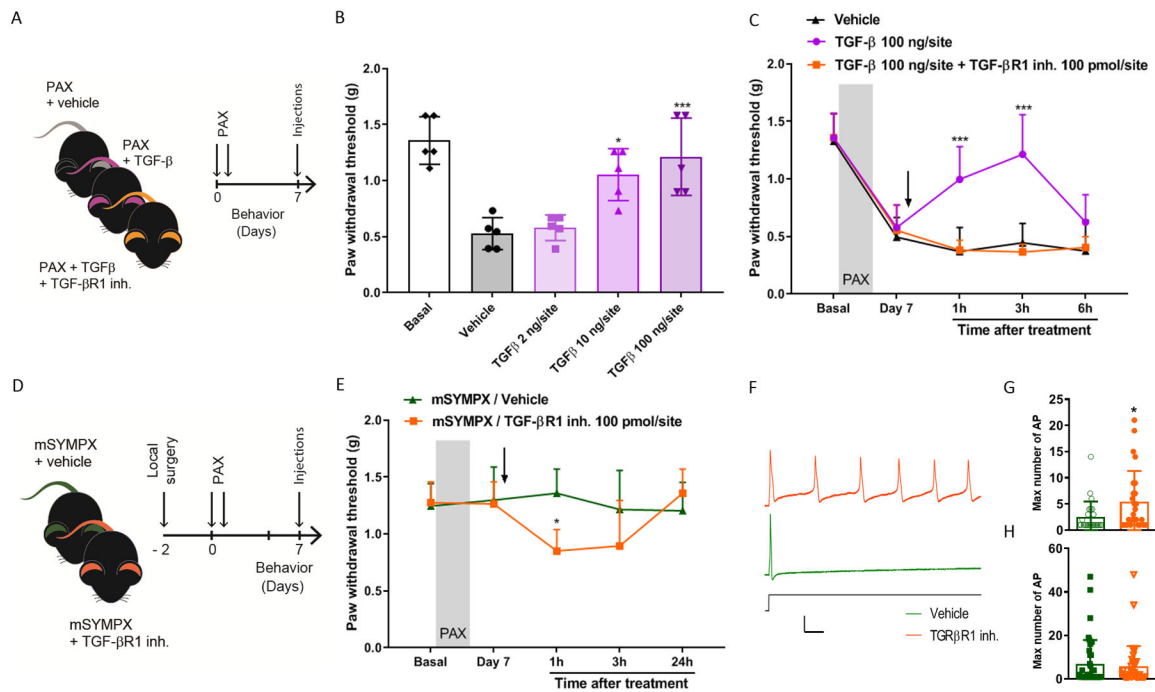 A
PAX
+ vehicle
PAX
+ TGF-β
PAX + TGFβ
+ TGF-βR1 inh.
PAX
Injections
0
7
Behavior
(Days)
B
Paw withdrawal threshold (g)
2.0
1.5
1.0
0.5
0.0
*
***
Basal
Vehicle
TGFβ 2 ng/site
TGFβ 10 ng/site
TGFβ 100 ng/site
C
Vehicle
TGF-β 100 ng/site
TGF-β 100 ng/site + TGF-βR1 inh. 100 pmol/site
Paw withdrawal threshold (g)
2.0
1.5
1.0
0.5
0.0
***
***
PAX
Basal
Day 7
1h
3h
6h
Time after treatment
D
mSYMPX
+ vehicle
mSYMPX
+ TGF-βR1 inh.
Local
surgery
PAX
Injections
- 2
0
7
Behavior
(Days)
E
mSYMPX / Vehicle
mSYMPX / TGF-βR1 inh. 100 pmol/site
Paw withdrawal threshold (g)
2.0
1.5
1.0
0.5
0.0
*
PAX
Basal
Day 7
1h
3h
24h
Time after treatment
F
Vehicle
TGRβR1 inh.
G
Max number of AP
25
20
15
10
5
0
*
H
Max number of AP
60
40
20
0